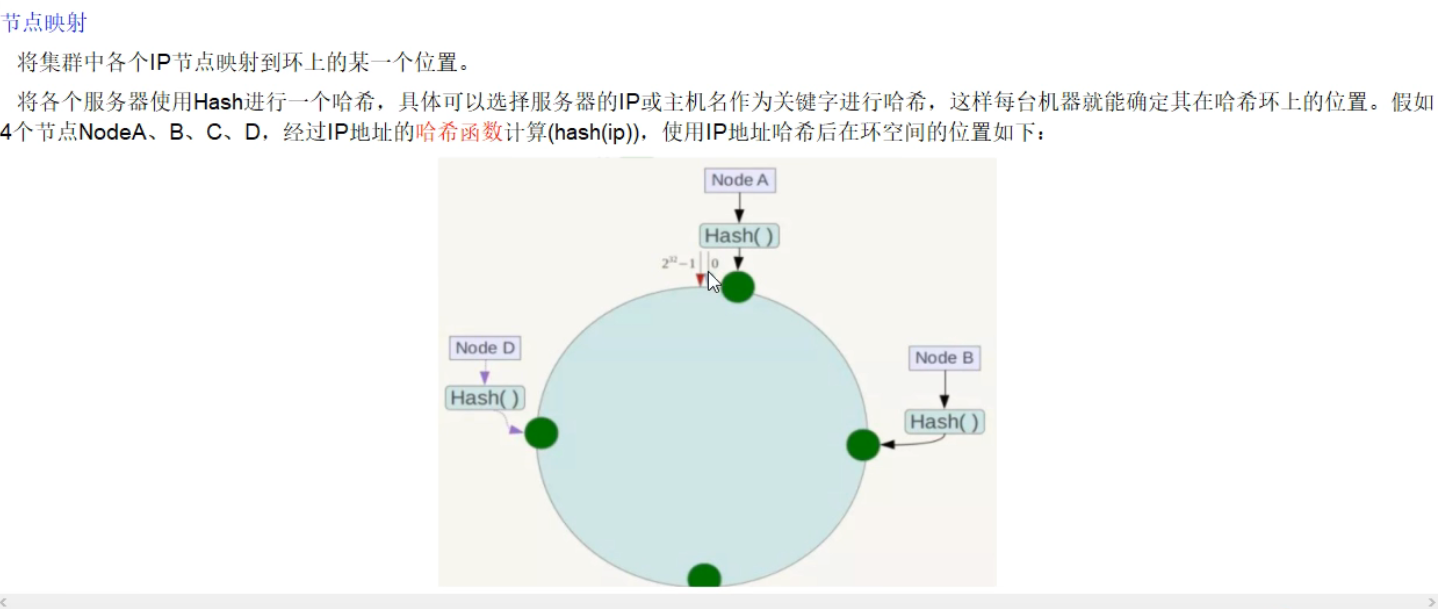 节点映射
将集群中各个IP节点映射到环上的某一个位置。
将各个服务器使用Hash进行一个哈希，具体可以选择服务器的IP或主机名作为关键字进行哈希，这样每台机器就能确定其在哈希环上的位置。假如
4个节点NodeA、B、C、D，经过IP地址的哈希函数计算(hash(ip))，使用IP地址哈希后在环空间的位置如下：
Node A
Hash( )
2³²−1 0
Node D
Node B
Hash( )
Hash( )